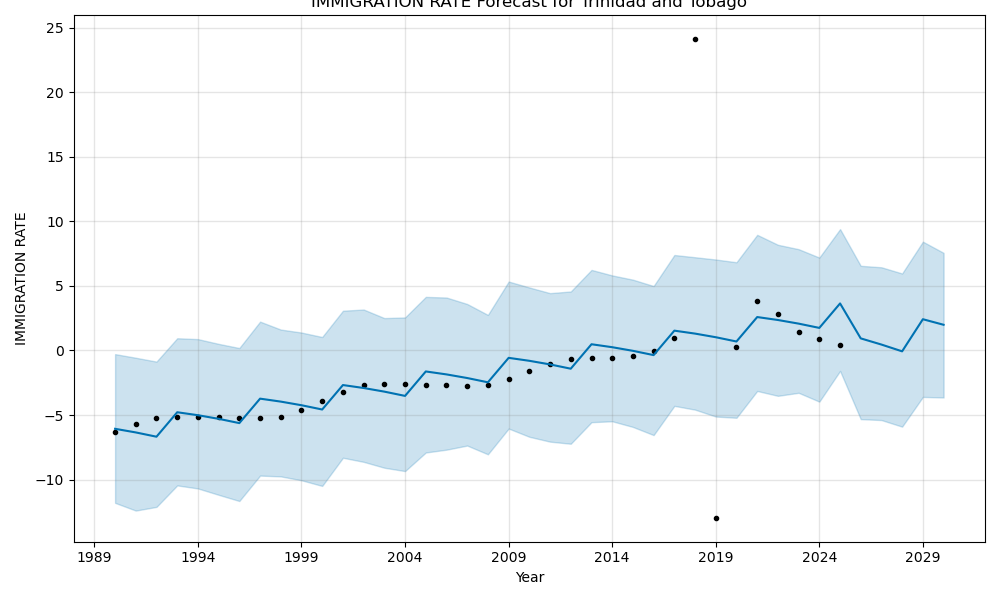 IMMIGRATION RATE Forecast for Trinidad and Tobago
25
20
15
10
5
0
−5
−10
IMMIGRATION RATE
1989 1994 1999 2004 2009 2014 2019 2024 2029
Year